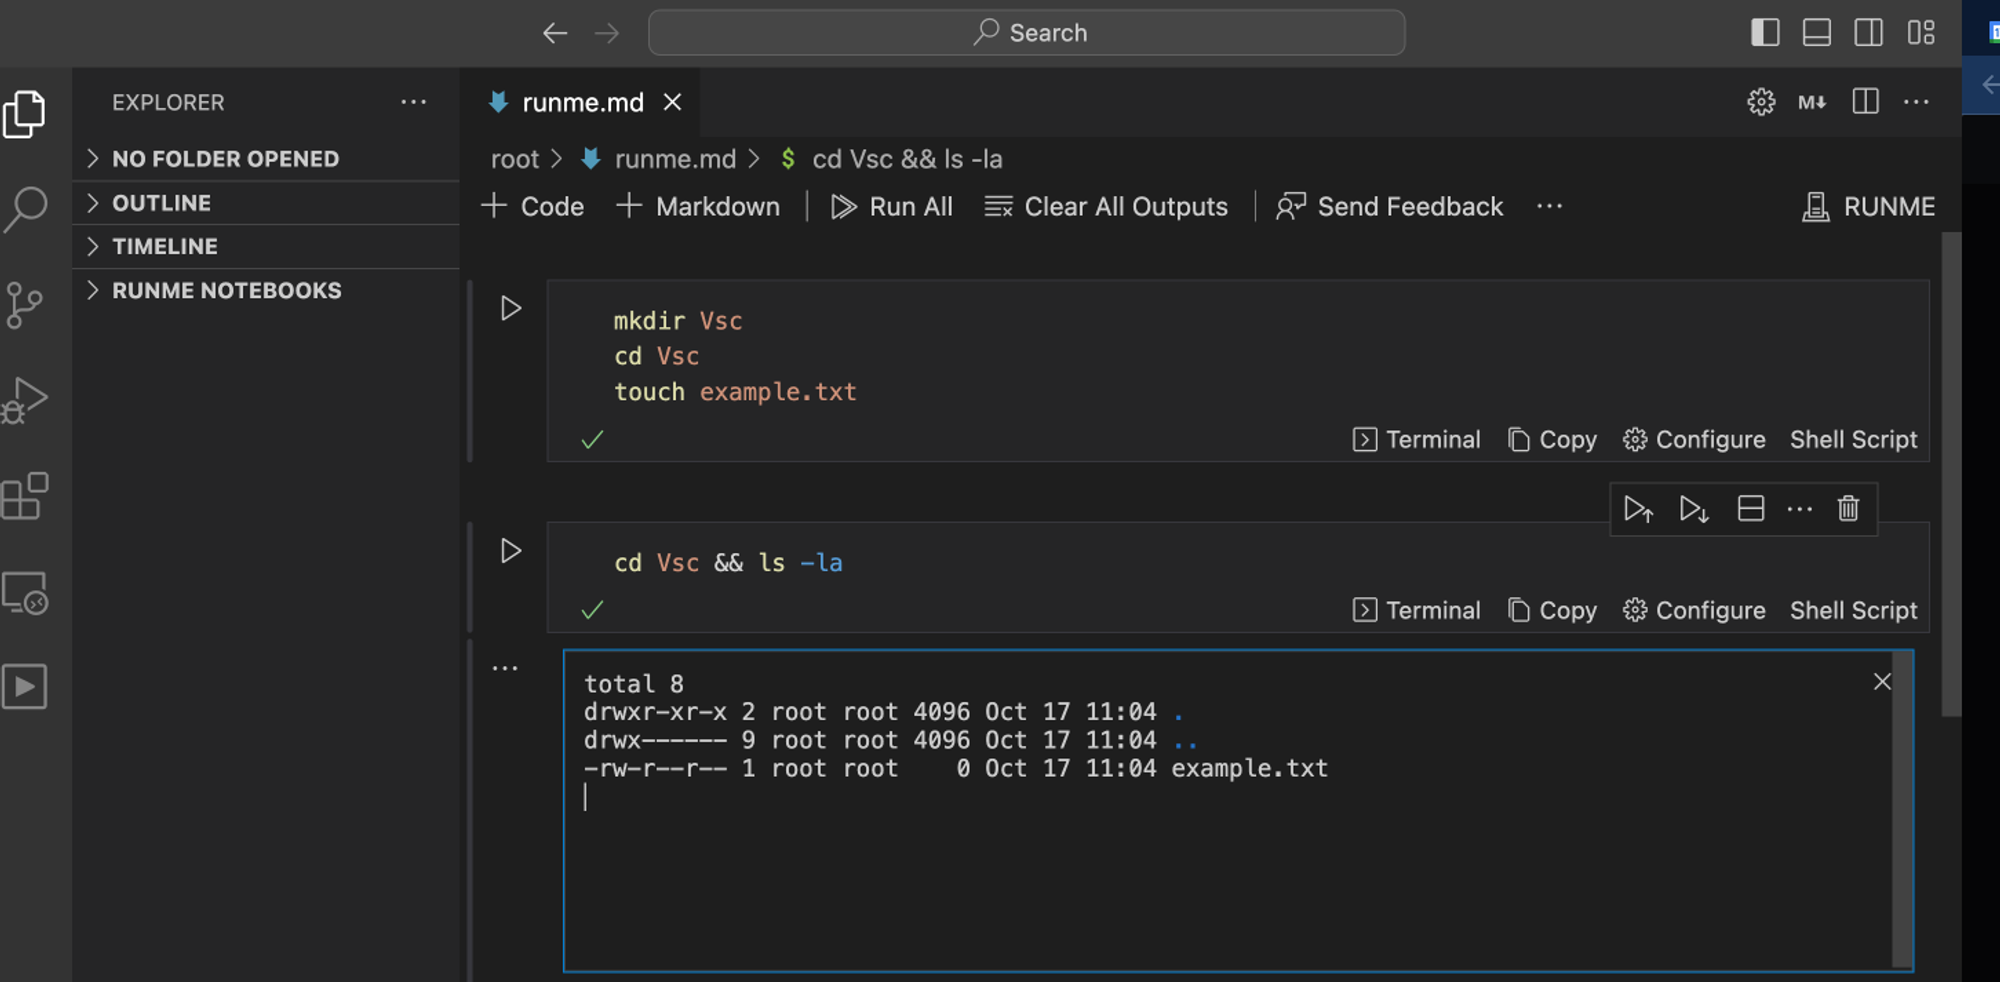 Search
EXPLORER ···
NO FOLDER OPENED
OUTLINE
TIMELINE
RUNME NOTEBOOKS
runme.md
M↓
root > runme.md > $ cd Vsc && ls -la
+ Code + Markdown | Run All Clear All Outputs | Send Feedback ··· RUNME
mkdir Vsc
cd Vsc
touch example.txt
Terminal Copy Configure Shell Script
cd Vsc && ls -la
Terminal Copy Configure Shell Script
total 8
drwxr-xr-x 2 root root 4096 Oct 17 11:04 .
drwx------ 9 root root 4096 Oct 17 11:04 ..
-rw-r--r-- 1 root root    0 Oct 17 11:04 example.txt